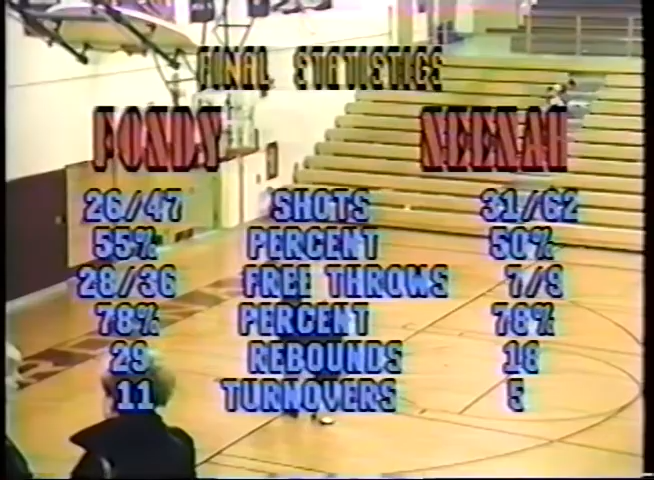 FINAL STATISTICS
FONDY NEENAH
26/47 SHOTS 31/62
55% PERCENT 50%
28/36 FREE THROWS 7/9
78% PERCENT 78%
29 REBOUNDS 18
11 TURNOVERS 5